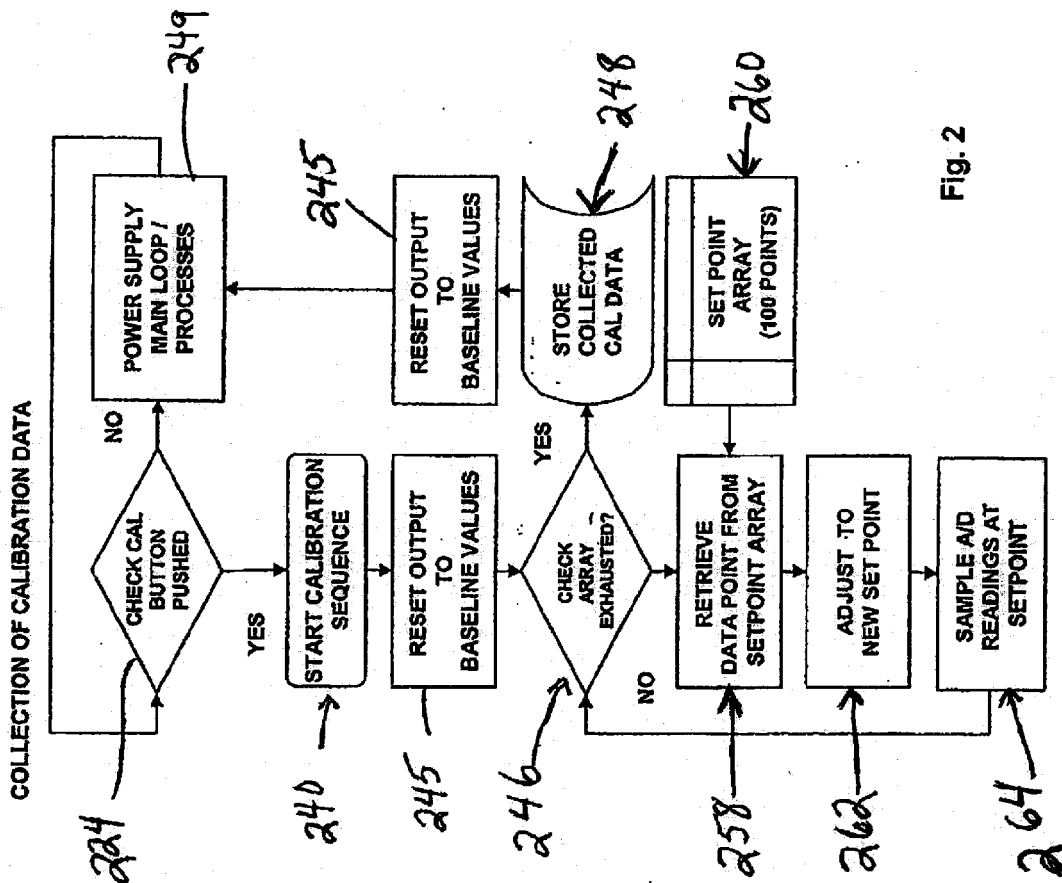 COLLECTION OF CALIBRATION DATA
224
CHECK CAL
BUTTON
PUSHED
NO
POWER SUPPLY
MAIN LOOP /
PROCESSES
249
YES
240
START CALIBRATION
SEQUENCE
245
RESET OUTPUT
TO
BASELINE VALUES
RESET OUTPUT
TO
BASELINE VALUES
245
246
CHECK
ARRAY
EXHAUSTED?
YES
STORE
COLLECTED
CAL DATA
248
NO
258
RETRIEVE
DATA POINT FROM
SETPOINT ARRAY
SET POINT
ARRAY
(100 POINTS)
260
262
ADJUST TO
NEW SET POINT
264
SAMPLE A/D
READINGS AT
SETPOINT
Fig. 2